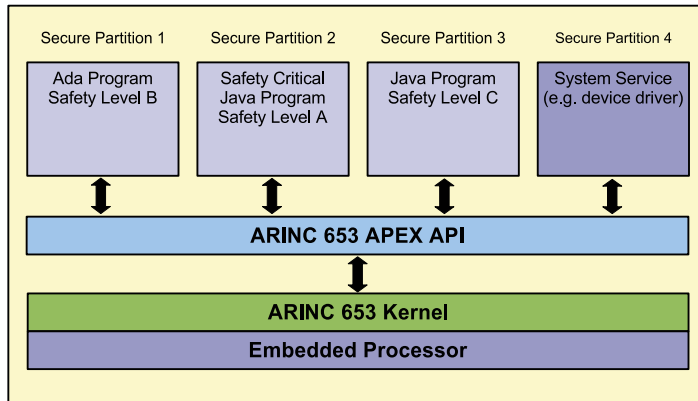 Secure Partition 1
Secure Partition 2
Secure Partition 3
Secure Partition 4
Ada Program
Safety Level B
Safety Critical
Java Program
Safety Level A
Java Program
Safety Level C
System Service
(e.g. device driver)
ARINC 653 APEX API
ARINC 653 Kernel
Embedded Processor